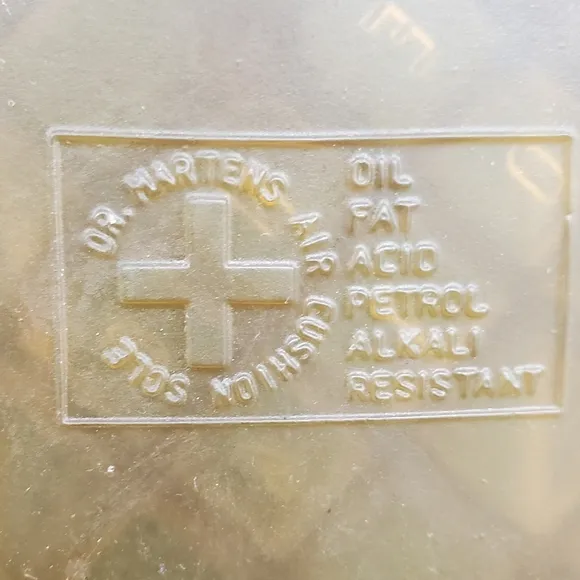 DR. MARTENS AIR CUSHION SOLE
OIL
FAT
ACID
PETROL
ALKALI
RESISTANT